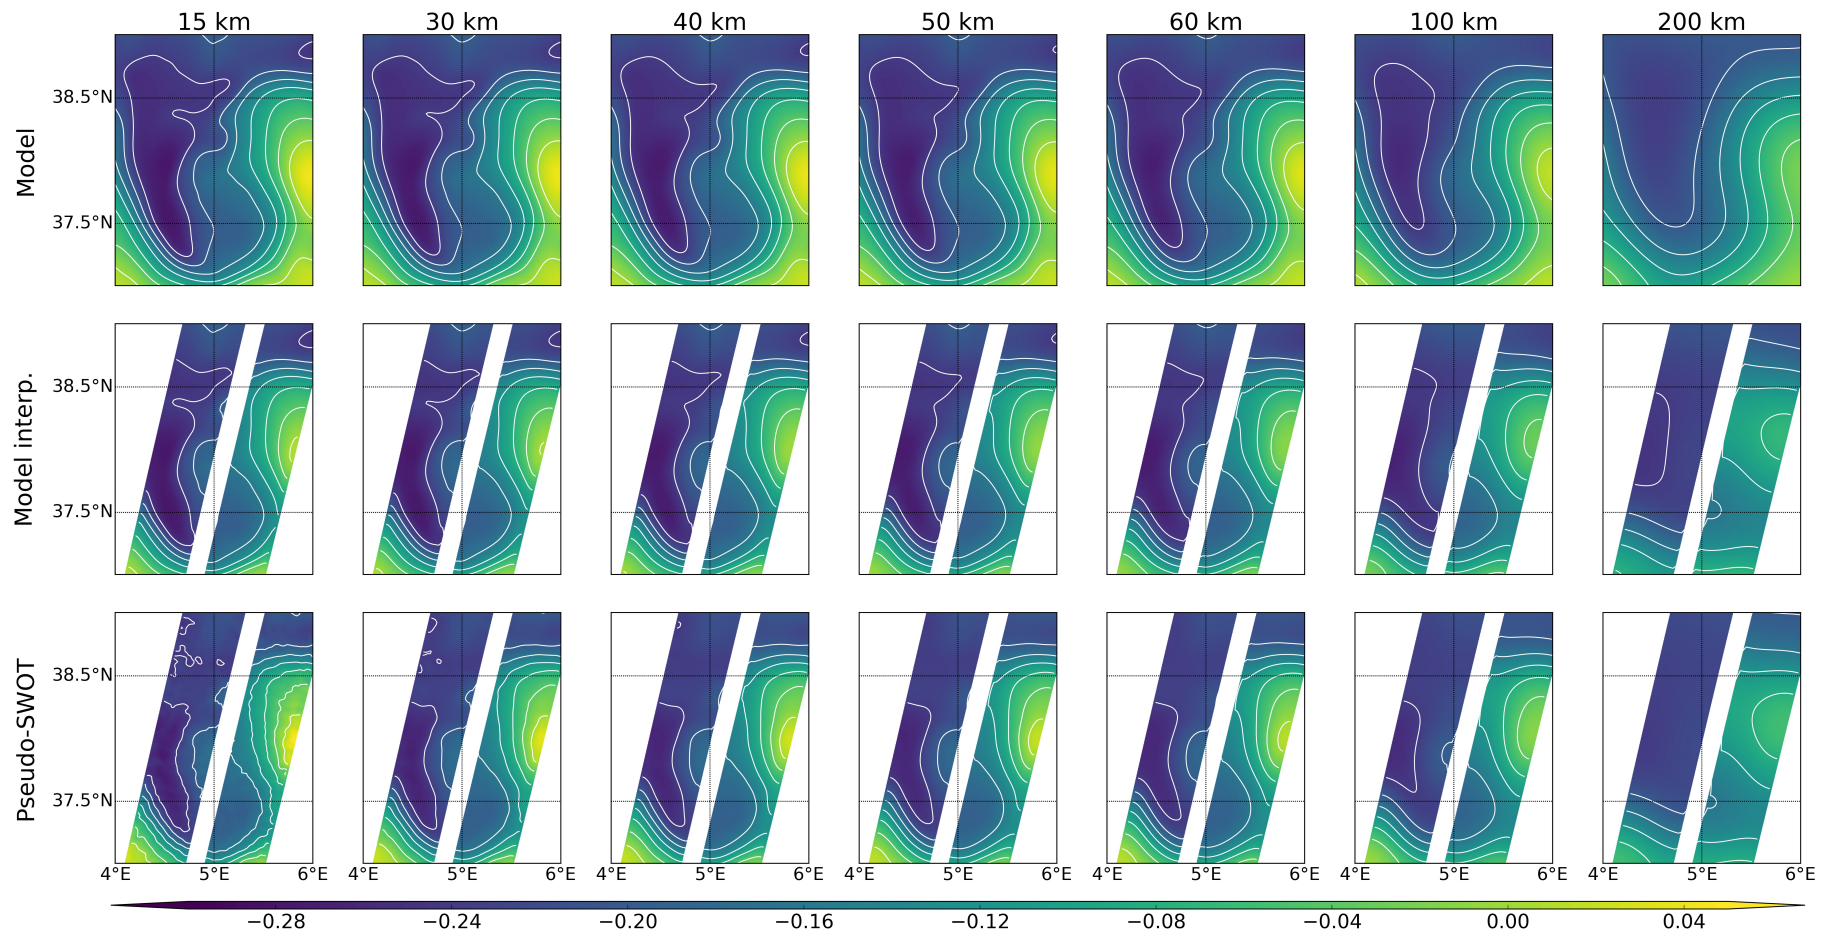 15 km 30 km 40 km 50 km 60 km 100 km 200 km
Model
38.5°N
37.5°N
Model interp.
38.5°N
37.5°N
Pseudo-SWOT
38.5°N
37.5°N
4°E 5°E 6°E 4°E 5°E 6°E 4°E 5°E 6°E 4°E 5°E 6°E 4°E 5°E 6°E 4°E 5°E 6°E 4°E 5°E 6°E
−0.28 −0.24 −0.20 −0.16 −0.12 −0.08 −0.04 0.00 0.04